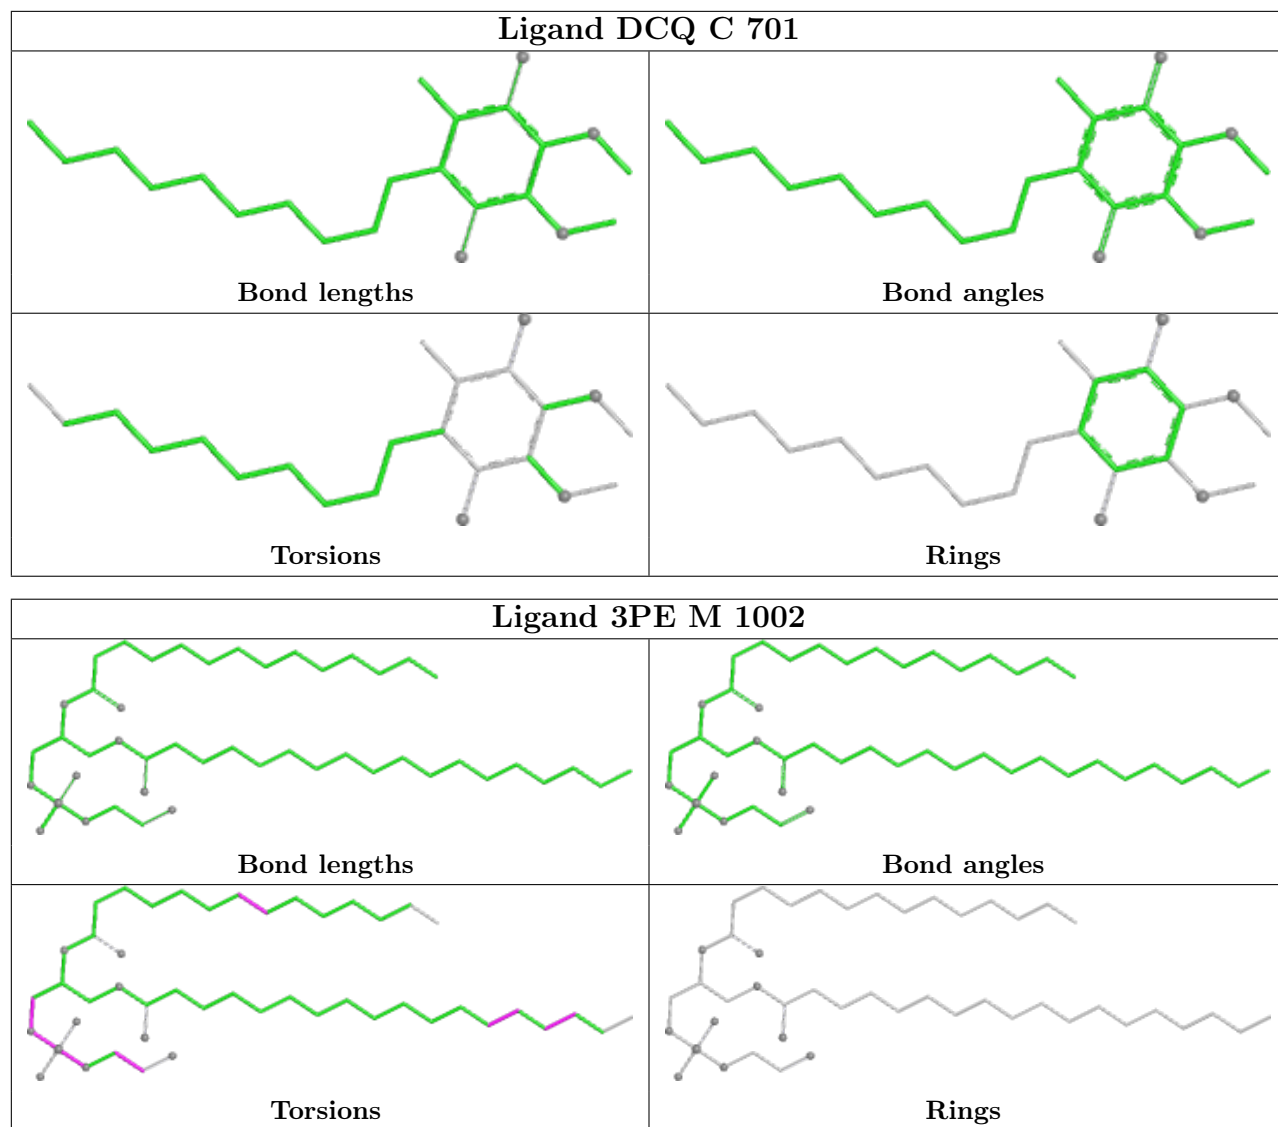 Ligand DCQ C 701
Bond lengths
Bond angles
Torsions
Rings
Ligand 3PE M 1002
Bond lengths
Bond angles
Torsions
Rings